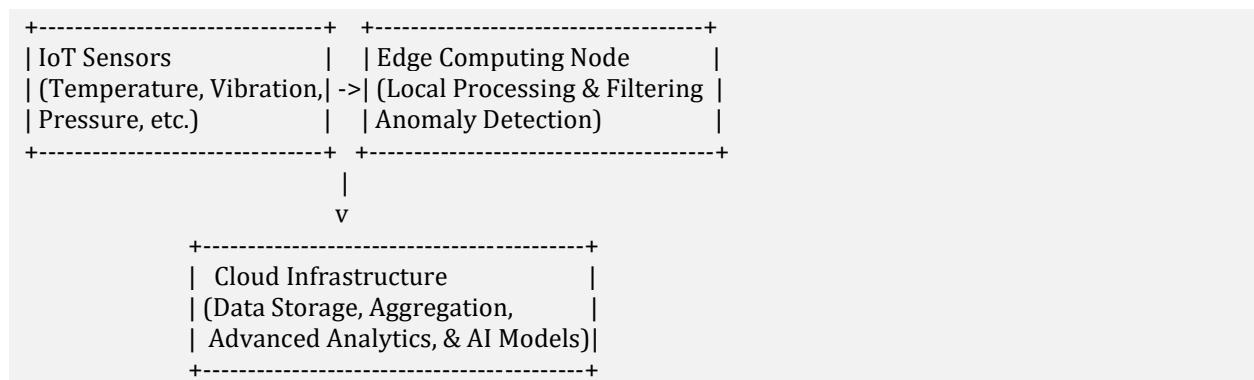 +--------------------------------+ +-------------------------------------+
| IoT Sensors | | Edge Computing Node |
| (Temperature, Vibration,| ->| (Local Processing & Filtering |
| Pressure, etc.) | | Anomaly Detection) |
+--------------------------------+ +---------------------------------------+
|
v
+-------------------------------------------+
| Cloud Infrastructure |
| (Data Storage, Aggregation, |
| Advanced Analytics, & AI Models)|
+-------------------------------------------+